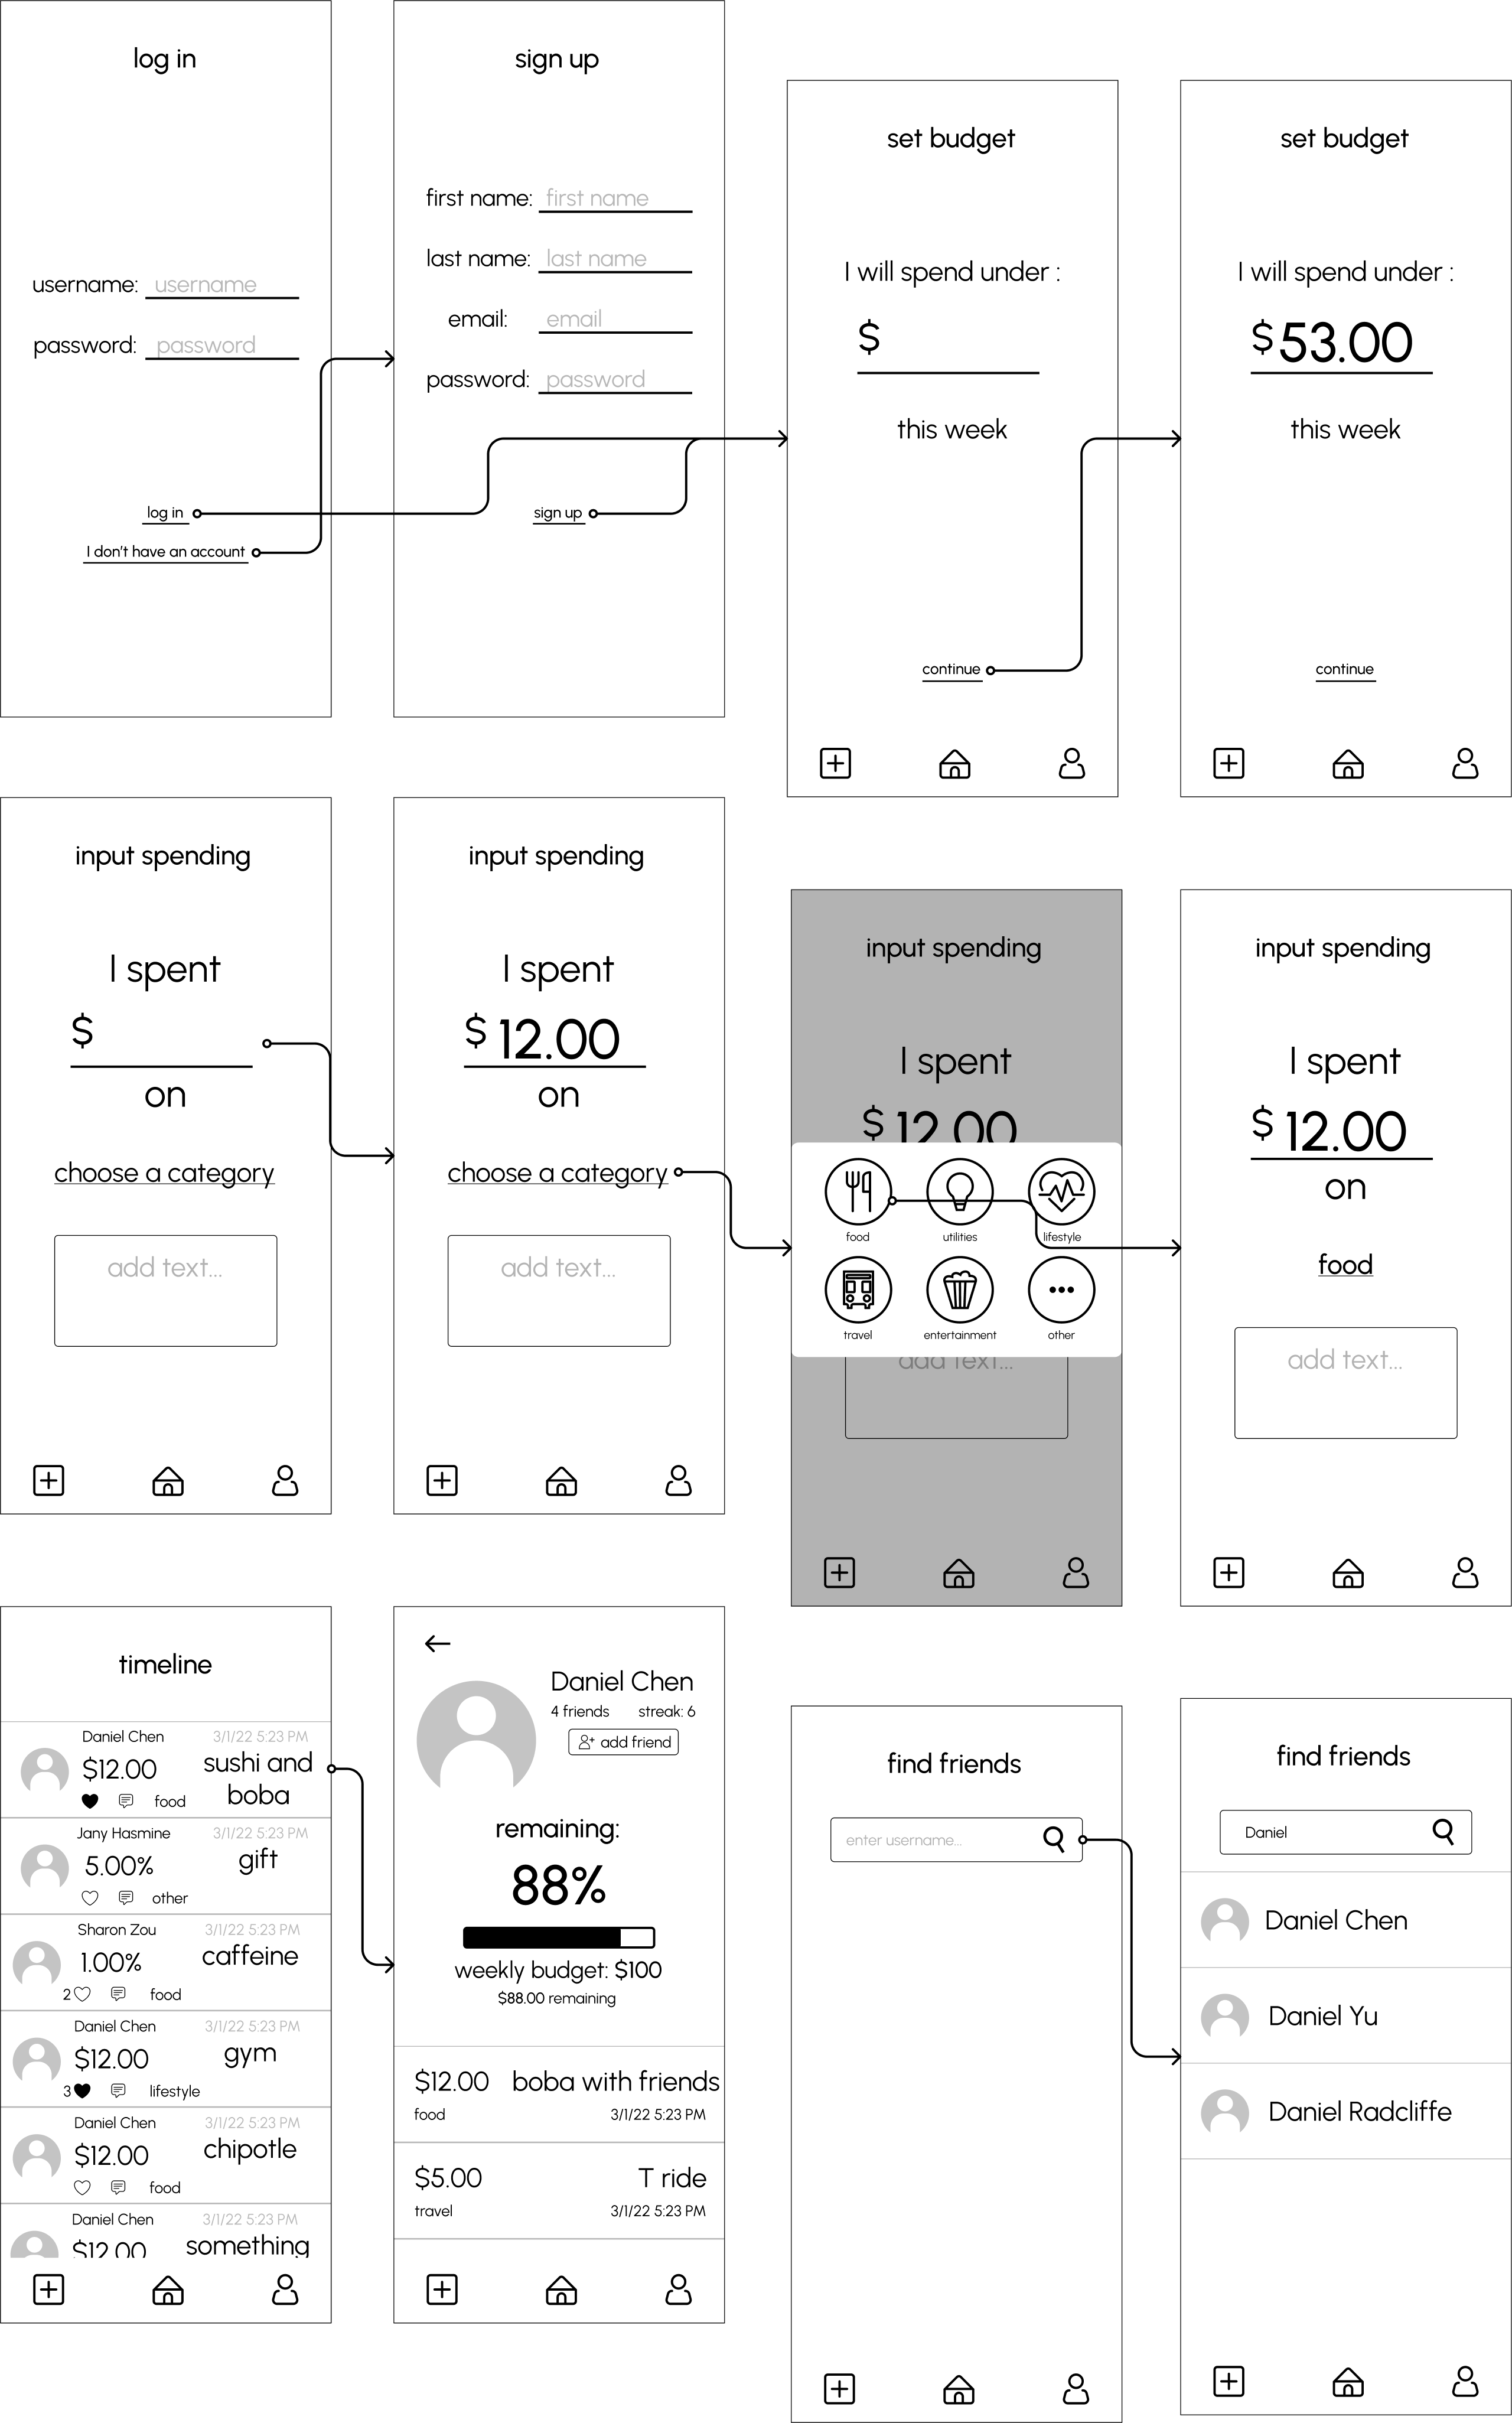 log in
username: username
password: password
log in
I don't have an account
sign up
first name: first name
last name: last name
email: email
password: password
sign up
set budget
I will spend under :
$
this week
continue
set budget
I will spend under :
$ 53.00
this week
continue
input spending
I spent
$
on
choose a category
add text...
input spending
I spent
$ 12.00
on
choose a category
add text...
input spending
I spent
$ 12.00
food utilities lifestyle
travel entertainment other
add text...
input spending
I spent
$ 12.00
on
food
add text...
timeline
Daniel Chen 3/1/22 5:23 PM
$12.00 sushi and
boba
food
Jany Hasmine 3/1/22 5:23 PM
5.00% gift
other
Sharon Zou 3/1/22 5:23 PM
1.00% caffeine
2 food
Daniel Chen 3/1/22 5:23 PM
$12.00 gym
3 lifestyle
Daniel Chen 3/1/22 5:23 PM
$12.00 chipotle
food
Daniel Chen 3/1/22 5:23 PM
$12.00 something
Daniel Chen
4 friends streak: 6
add friend
remaining:
88%
weekly budget: $100
$88.00 remaining
$12.00 boba with friends
food 3/1/22 5:23 PM
$5.00 T ride
travel 3/1/22 5:23 PM
find friends
enter username...
find friends
Daniel
Daniel Chen
Daniel Yu
Daniel Radcliffe